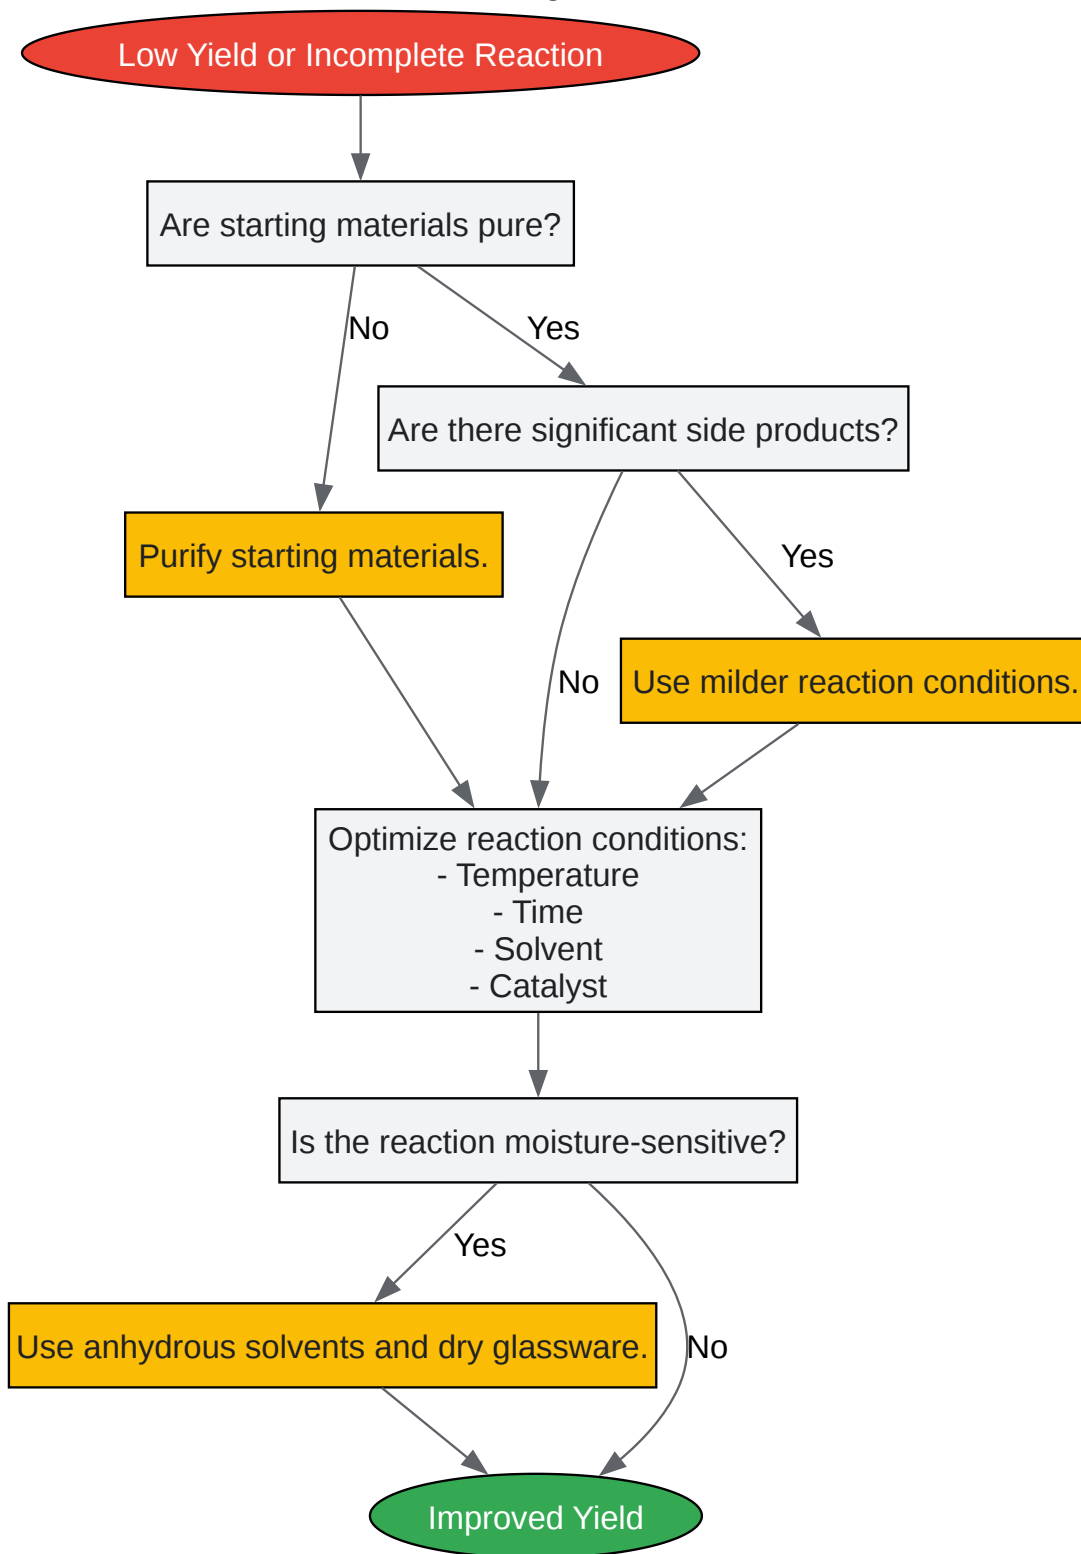 Low Yield or Incomplete Reaction
Are starting materials pure?
No
Yes
Are there significant side products?
Purify starting materials.
Yes
No
Use milder reaction conditions.
Optimize reaction conditions:
- Temperature
- Time
- Solvent
- Catalyst
Is the reaction moisture-sensitive?
Yes
Use anhydrous solvents and dry glassware.
No
Improved Yield